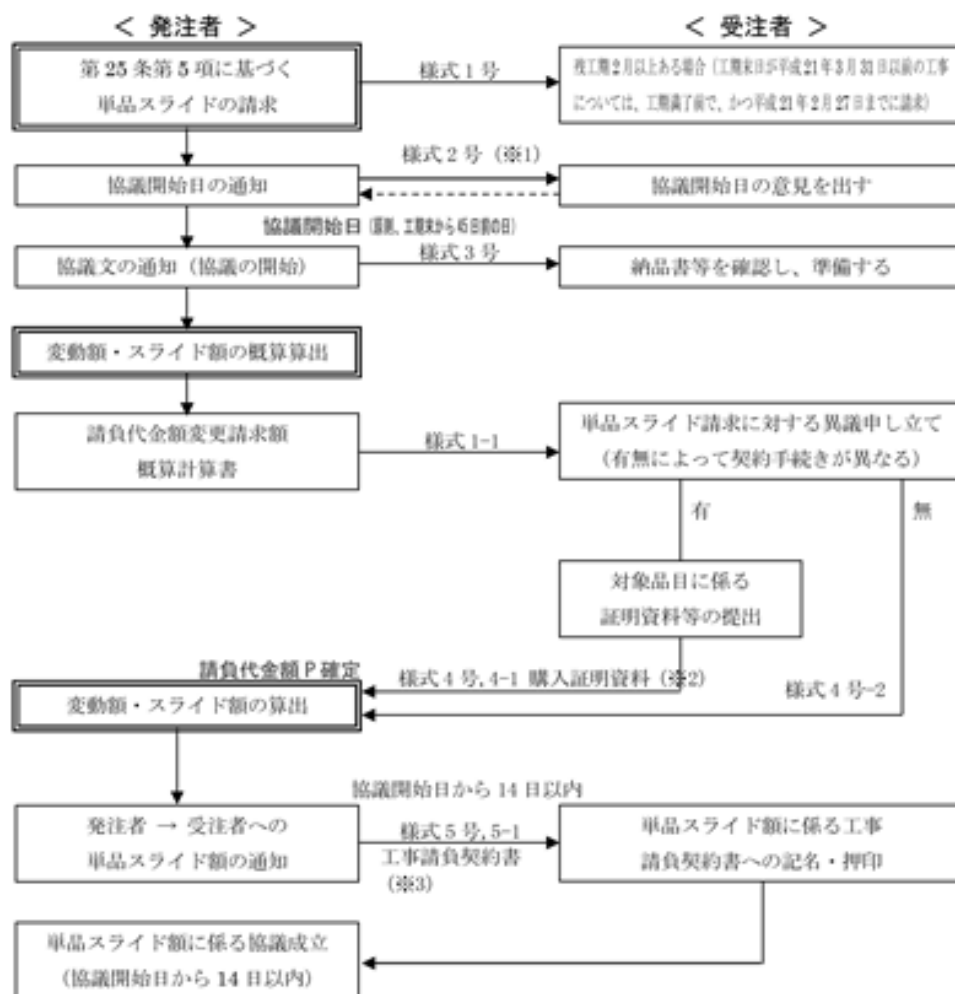 ＜ 発注者 ＞
＜ 受注者 ＞
第 25 条第 5 項に基づく
単品スライドの請求
様式 1 号
残工期 2 月以上ある場合（工期末日が平成 21 年 3 月 31 日以前の工事
については、工期満了前で、かつ平成 21 年 2 月 27 日までに請求）
協議開始日の通知
様式 2 号（※1）
協議開始日の意見を出す
協議開始日（原則、工期末から45日前の日）
協議文の通知（協議の開始）
様式 3 号
納品書等を確認し、準備する
変動額・スライド額の概算算出
請負代金額変更請求額
概算計算書
様式 1-1
単品スライド請求に対する異議申し立て
（有無によって契約手続きが異なる）
有
無
対象品目に係る
証明資料等の提出
請負代金額 P 確定
様式 4 号, 4-1 購入証明資料（※2）
様式 4 号-2
変動額・スライド額の算出
協議開始日から 14 日以内
発注者 → 受注者への
単品スライド額の通知
様式 5 号, 5-1
工事請負契約書
（※3）
単品スライド額に係る工事
請負契約書への記名・押印
単品スライド額に係る協議成立
（協議開始日から 14 日以内）